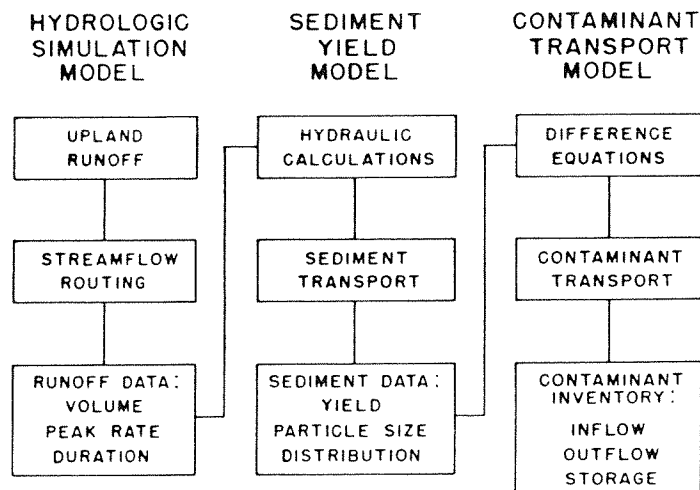 HYDROLOGIC
SIMULATION
MODEL
UPLAND
RUNOFF
STREAMFLOW
ROUTING
RUNOFF DATA:
VOLUME
PEAK RATE
DURATION
SEDIMENT
YIELD
MODEL
HYDRAULIC
CALCULATIONS
SEDIMENT
TRANSPORT
SEDIMENT DATA:
YIELD
PARTICLE SIZE
DISTRIBUTION
CONTAMINANT
TRANSPORT
MODEL
DIFFERENCE
EQUATIONS
CONTAMINANT
TRANSPORT
CONTAMINANT
INVENTORY:
INFLOW
OUTFLOW
STORAGE